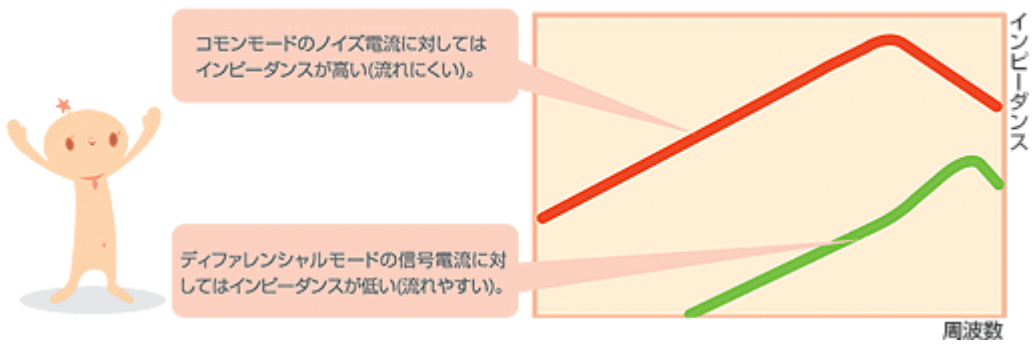 コモンモードのノイズ電流に対しては
インピーダンスが高い(流れにくい)。
ディファレンシャルモードの信号電流に対
してはインピーダンスが低い(流れやすい)。
インピーダンス
周波数